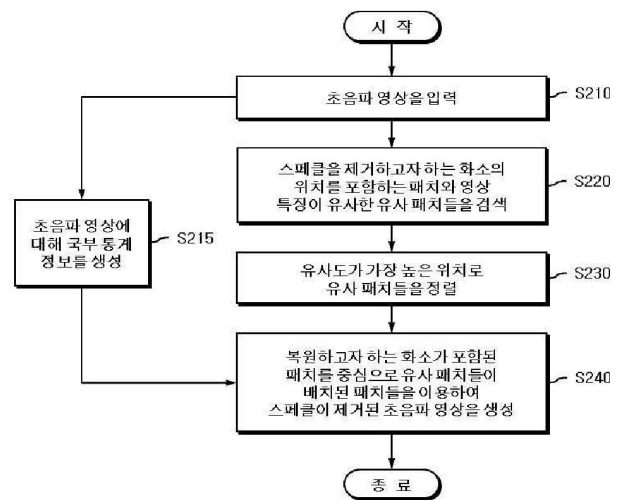 시 작
초음파 영상을 입력
S210
스페클을 제거하고자 하는 화소의
위치를 포함하는 패치와 영상
특징이 유사한 유사 패치들을 검색
S220
초음파 영상에
대해 국부 통계
정보를 생성
S215
유사도가 가장 높은 위치로
유사 패치들을 정렬
S230
복원하고자 하는 화소가 포함된
패치를 중심으로 유사 패치들이
배치된 패치들을 이용하여
스페클이 제거된 초음파 영상을 생성
S240
종 료